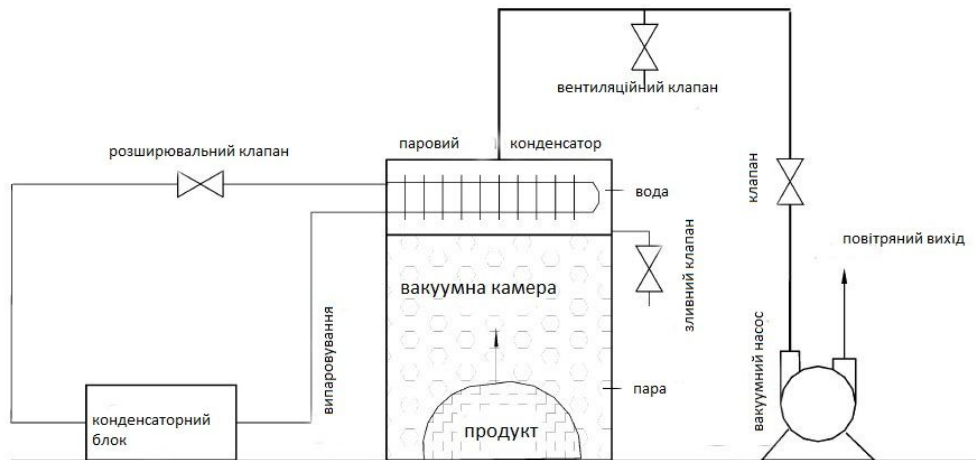 вентиляційний клапан
розширювальний клапан
паровий конденсатор
вода
клапан
повітряний вихід
зливний клапан
вакуумна камера
випаровування
вакуумний насос
пара
конденсаторний
блок
продукт